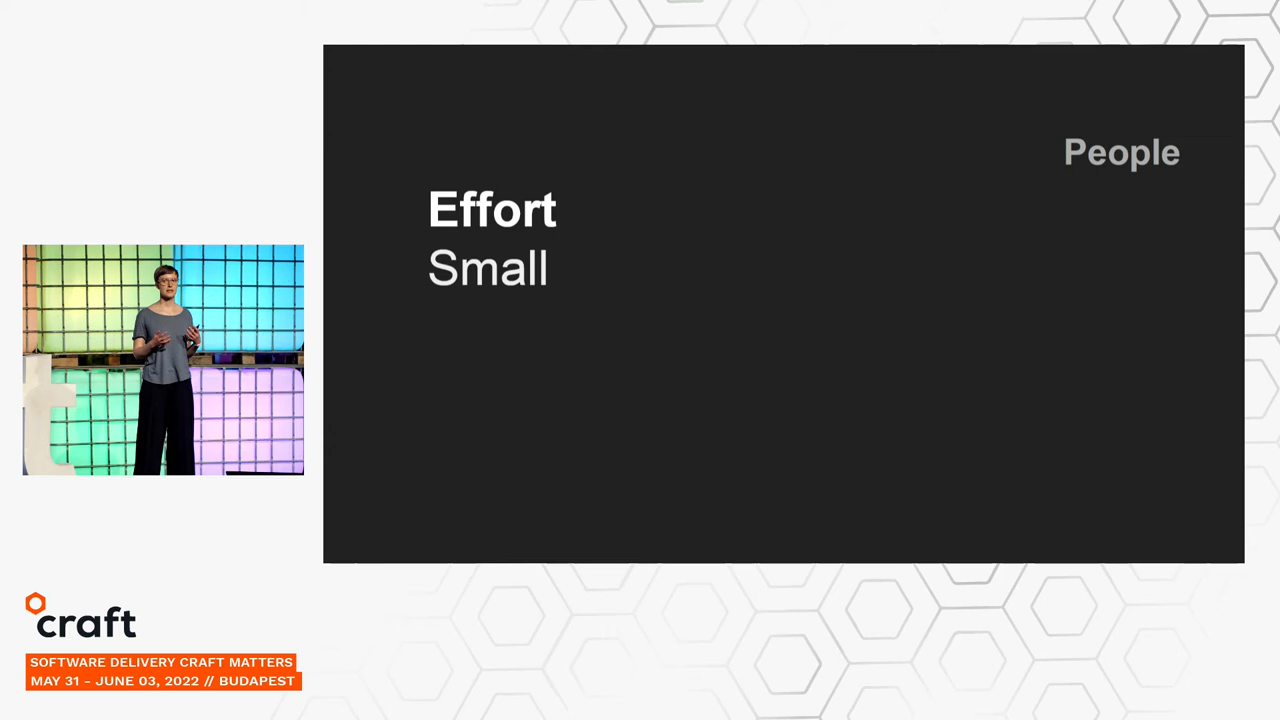 People
Effort
Small
t
craft
SOFTWARE DELIVERY CRAFT MATTERS
MAY 31 - JUNE 03, 2022 // BUDAPEST